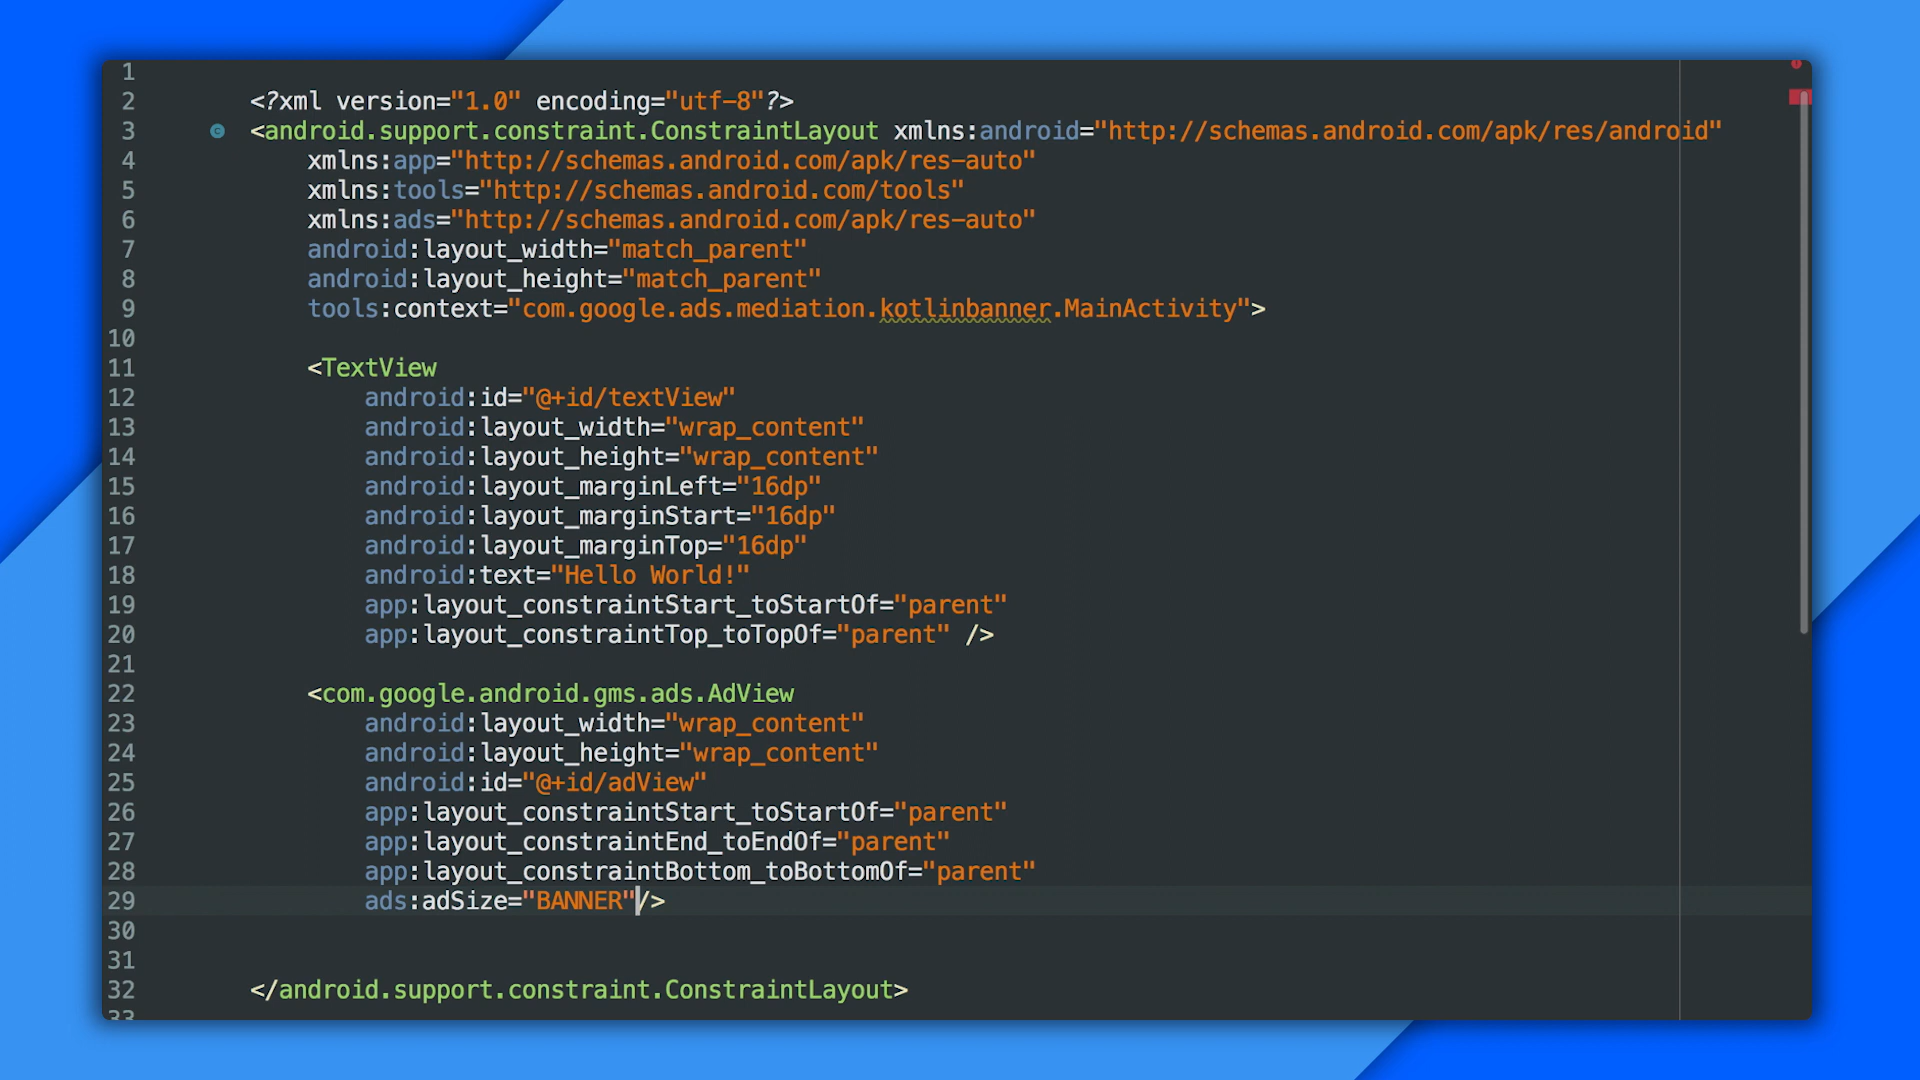 1
2 <?xml version="1.0" encoding="utf-8"?>
3 <android.support.constraint.ConstraintLayout xmlns:android="http://schemas.android.com/apk/res/android"
4 xmlns:app="http://schemas.android.com/apk/res-auto"
5 xmlns:tools="http://schemas.android.com/tools"
6 xmlns:ads="http://schemas.android.com/apk/res-auto"
7 android:layout_width="match_parent"
8 android:layout_height="match_parent"
9 tools:context="com.google.ads.mediation.kotlinbanner.MainActivity">
10
11 <TextView
12 android:id="@+id/textView"
13 android:layout_width="wrap_content"
14 android:layout_height="wrap_content"
15 android:layout_marginLeft="16dp"
16 android:layout_marginStart="16dp"
17 android:layout_marginTop="16dp"
18 android:text="Hello World!"
19 app:layout_constraintStart_toStartOf="parent"
20 app:layout_constraintTop_toTopOf="parent" />
21
22 <com.google.android.gms.ads.AdView
23 android:layout_width="wrap_content"
24 android:layout_height="wrap_content"
25 android:id="@+id/adView"
26 app:layout_constraintStart_toStartOf="parent"
27 app:layout_constraintEnd_toEndOf="parent"
28 app:layout_constraintBottom_toBottomOf="parent"
29 ads:adSize="BANNER"/>
30
31
32 </android.support.constraint.ConstraintLayout>
33